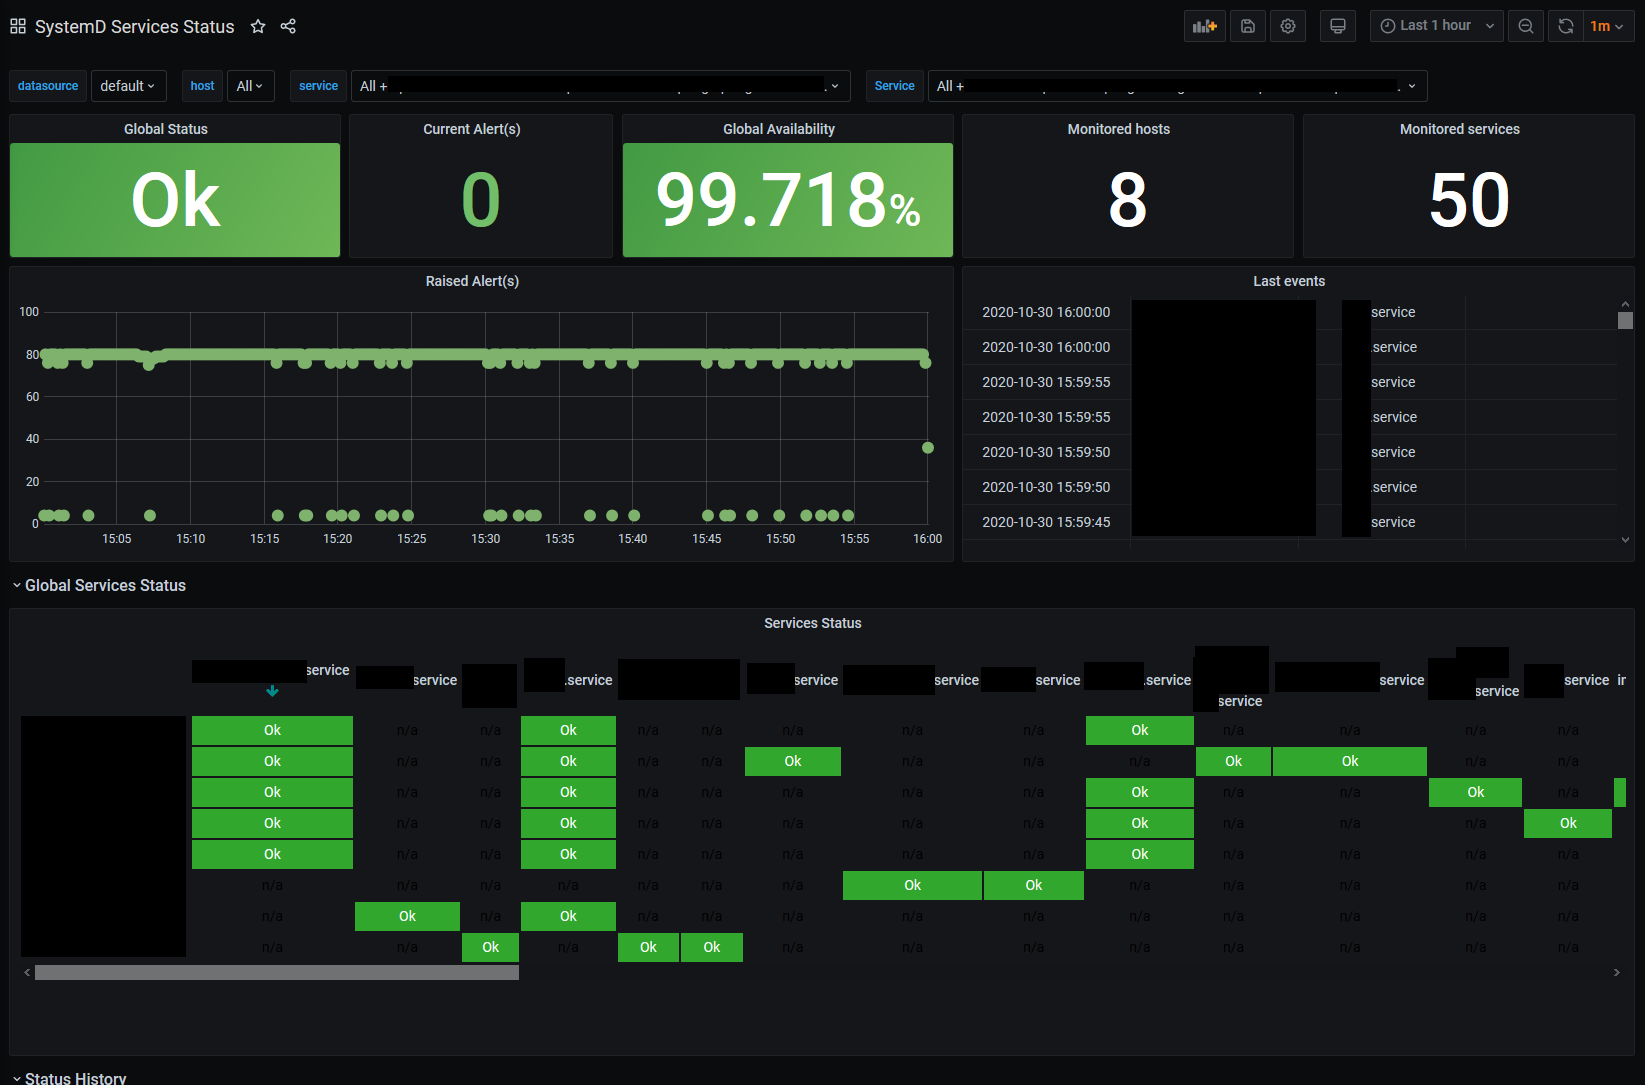 SystemD Services Status
Last 1 hour
1m
datasource default host All service All + Service All +
Global Status
Ok
Current Alert(s)
0
Global Availability
99.718%
Monitored hosts
8
Monitored services
50
Raised Alert(s)
100
80
60
40
20
0
15:05 15:10 15:15 15:20 15:25 15:30 15:35 15:40 15:45 15:50 15:55 16:00
Last events
2020-10-30 16:00:00 service
2020-10-30 16:00:00 .service
2020-10-30 15:59:55 service
2020-10-30 15:59:55 .service
2020-10-30 15:59:50 service
2020-10-30 15:59:50 .service
2020-10-30 15:59:45 service
Global Services Status
Services Status
service service .service service service service .service service service service service ir
Ok n/a n/a Ok n/a n/a n/a n/a n/a Ok n/a n/a n/a n/a
Ok n/a n/a Ok n/a n/a Ok n/a n/a n/a Ok Ok n/a n/a
Ok n/a n/a Ok n/a n/a n/a n/a n/a Ok n/a n/a Ok n/a
Ok n/a n/a Ok n/a n/a n/a n/a n/a Ok n/a n/a n/a Ok
Ok n/a n/a Ok n/a n/a n/a n/a n/a Ok n/a n/a n/a n/a
n/a n/a n/a n/a n/a n/a n/a Ok Ok n/a n/a n/a n/a n/a
n/a Ok n/a Ok n/a n/a n/a n/a n/a n/a n/a n/a n/a n/a
n/a n/a Ok n/a Ok Ok n/a n/a n/a n/a n/a n/a n/a n/a
Status History